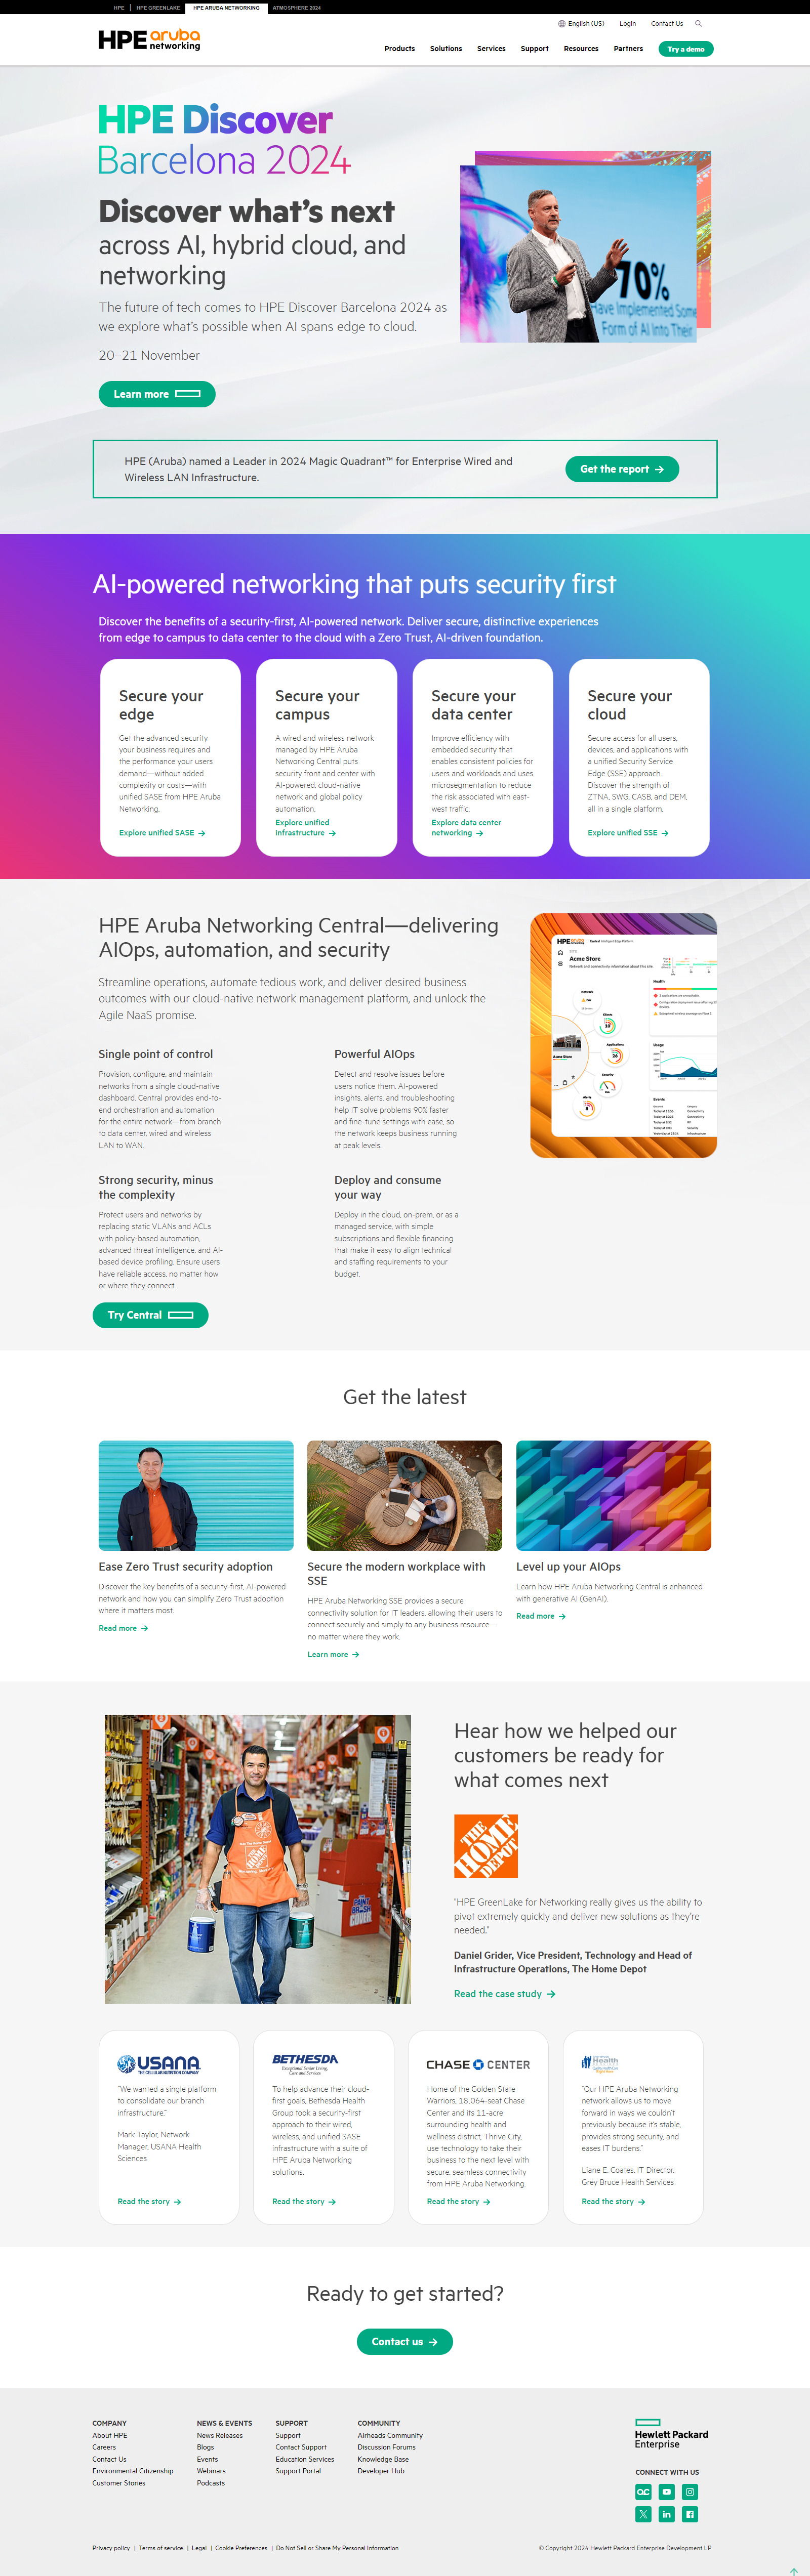 HPE | HPE GREENLAKE HPE ARUBA NETWORKING ATMOSPHERE 2024
English (US) Login Contact Us
HPE aruba networking
Products Solutions Services Support Resources Partners Try a demo
HPE Discover
Barcelona 2024
Discover what's next
across AI, hybrid cloud, and
networking
The future of tech comes to HPE Discover Barcelona 2024 as
we explore what's possible when AI spans edge to cloud.
20–21 November
Learn more
70%
Have Implemented Some
Form of AI Into Their
HPE (Aruba) named a Leader in 2024 Magic Quadrant™ for Enterprise Wired and
Wireless LAN Infrastructure.
Get the report
AI-powered networking that puts security first
Discover the benefits of a security-first, AI-powered network. Deliver secure, distinctive experiences
from edge to campus to data center to the cloud with a Zero Trust, AI-driven foundation.
Secure your
edge
Get the advanced security
your business requires and
the performance your users
demand—without added
complexity or costs—with
unified SASE from HPE Aruba
Networking.
Explore unified SASE
Secure your
campus
A wired and wireless network
managed by HPE Aruba
Networking Central puts
security front and center with
AI-powered, cloud-native
network and global policy
automation.
Explore unified
infrastructure
Secure your
data center
Improve efficiency with
embedded security that
enables consistent policies for
users and workloads and uses
microsegmentation to reduce
the risk associated with east-
west traffic.
Explore data center
networking
Secure your
cloud
Secure access for all users,
devices, and applications with
a unified Security Service
Edge (SSE) approach.
Discover the strength of
ZTNA, SWG, CASB, and DEM,
all in a single platform.
Explore unified SSE
HPE Aruba Networking Central—delivering
AIOps, automation, and security
Streamline operations, automate tedious work, and deliver desired business
outcomes with our cloud-native network management platform, and unlock the
Agile NaaS promise.
Single point of control
Provision, configure, and maintain
networks from a single cloud-native
dashboard. Central provides end-to-
end orchestration and automation
for the entire network—from branch
to data center, wired and wireless
LAN to WAN.
Powerful AIOps
Detect and resolve issues before
users notice them. AI-powered
insights, alerts, and troubleshooting
help IT solve problems 90% faster
and fine-tune settings with ease, so
the network keeps business running
at peak levels.
Strong security, minus
the complexity
Protect users and networks by
replacing static VLANs and ACLs
with policy-based automation,
advanced threat intelligence, and AI-
based device profiling. Ensure users
have reliable access, no matter how
or where they connect.
Deploy and consume
your way
Deploy in the cloud, on-prem, or as a
managed service, with simple
subscriptions and flexible financing
that make it easy to align technical
and staffing requirements to your
budget.
Try Central
HPE aruba
Acme Store
Network
Clients
Applications
Security
Alerts
Acme Store
Health
Usage
Events
Get the latest
Ease Zero Trust security adoption
Discover the key benefits of a security-first, AI-powered
network and how you can simplify Zero Trust adoption
where it matters most.
Read more
Secure the modern workplace with
SSE
HPE Aruba Networking SSE provides a secure
connectivity solution for IT leaders, allowing their users to
connect securely and simply to any business resource—
no matter where they work.
Learn more
Level up your AIOps
Learn how HPE Aruba Networking Central is enhanced
with generative AI (GenAI).
Read more
Hear how we helped our
customers be ready for
what comes next
THE HOME DEPOT
"HPE GreenLake for Networking really gives us the ability to
pivot extremely quickly and deliver new solutions as they're
needed."
Daniel Grider, Vice President, Technology and Head of
Infrastructure Operations, The Home Depot
Read the case study
USANA
THE CELLULAR NUTRITION COMPANY
"We wanted a single platform
to consolidate our branch
infrastructure."
Mark Taylor, Network
Manager, USANA Health
Sciences
Read the story
BETHESDA
Exceptional Senior Living,
Care and Services.
To help advance their cloud-
first goals, Bethesda Health
Group took a security-first
approach to their wired,
wireless, and unified SASE
infrastructure with a suite of
HPE Aruba Networking
solutions.
Read the story
CHASE CENTER
Home of the Golden State
Warriors, 18,064-seat Chase
Center and its 11-acre
surrounding health and
wellness district, Thrive City,
use technology to take their
business to the next level with
secure, seamless connectivity
from HPE Aruba Networking.
Read the story
Health
"Our HPE Aruba Networking
network allows us to move
forward in ways we couldn't
previously because it's stable,
provides strong security, and
eases IT burdens."
Liane E. Coates, IT Director,
Grey Bruce Health Services
Read the story
Ready to get started?
Contact us
COMPANY
About HPE
Careers
Contact Us
Environmental Citizenship
Customer Stories
NEWS & EVENTS
News Releases
Blogs
Events
Webinars
Podcasts
SUPPORT
Support
Contact Support
Education Services
Support Portal
COMMUNITY
Airheads Community
Discussion Forums
Knowledge Base
Developer Hub
Hewlett Packard
Enterprise
CONNECT WITH US
Privacy policy | Terms of service | Legal | Cookie Preferences | Do Not Sell or Share My Personal Information
© Copyright 2024 Hewlett Packard Enterprise Development LP